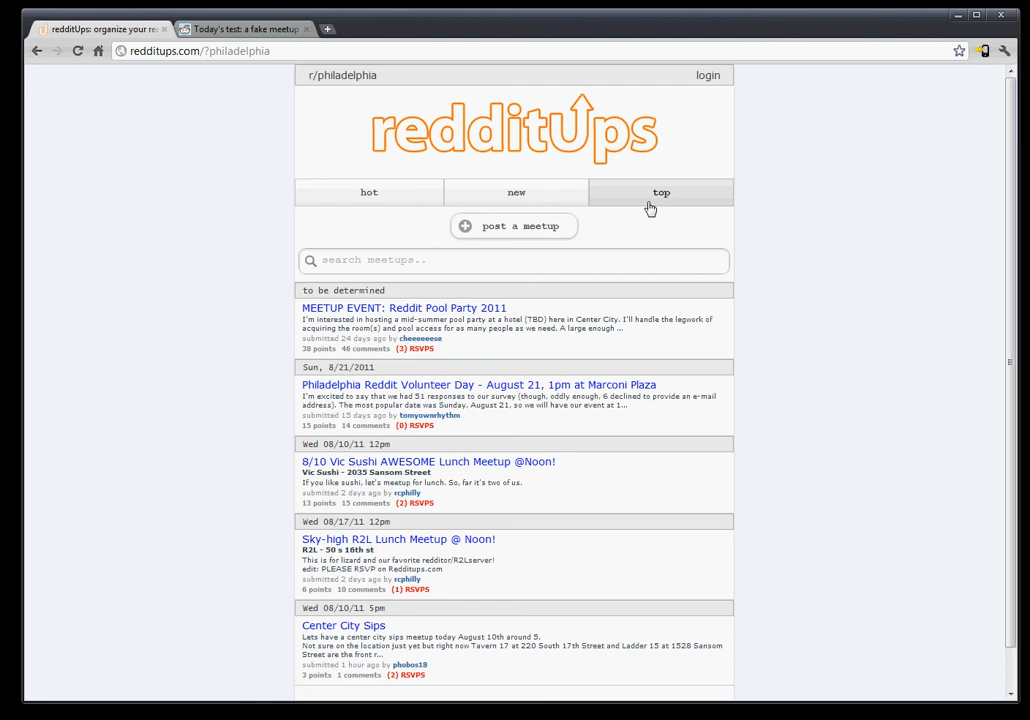 redditUps: organize your re
Today's test: a fake meetup
redditups.com/?philadelphia
r/philadelphia
login
redditUps
hot
new
top
post a meetup
search meetups..
to be determined
MEETUP EVENT: Reddit Pool Party 2011
I'm interested in hosting a mid-summer pool party at a hotel (TBD) here in Center City. I'll handle the legwork of
acquiring the room(s) and pool access for as many people as we need. A large enough ...
submitted 24 days ago by cheeeeese
38 points 46 comments (3) RSVPS
Sun, 8/21/2011
Philadelphia Reddit Volunteer Day - August 21, 1pm at Marconi Plaza
I'm excited to say that we had 51 responses to our survey (though, oddly enough, 6 declined to provide an e-mail
address). The most popular date was Sunday, August 21, so we will have our event at 1...
submitted 15 days ago by tomyownrhythm
15 points 14 comments (0) RSVPS
Wed 08/10/11 12pm
8/10 Vic Sushi AWESOME Lunch Meetup @Noon!
Vic Sushi - 2035 Sansom Street
If you like sushi, let's meetup for lunch. So, far it's two of us.
submitted 2 days ago by rcphilly
13 points 15 comments (2) RSVPS
Wed 08/17/11 12pm
Sky-high R2L Lunch Meetup @ Noon!
R2L - 50 s 16th st
This is for lizard and our favorite redditor/R2Lserver!
edit: PLEASE RSVP on Redditups.com
submitted 2 days ago by rcphilly
6 points 10 comments (1) RSVPS
Wed 08/10/11 5pm
Center City Sips
Lets have a center city sips meetup today August 10th around 5.
Not sure on the location just yet but right now Tavern 17 at 220 South 17th Street and Ladder 15 at 1528 Sansom
Street are the front r...
submitted 1 hour ago by phobos18
3 points 1 comments (2) RSVPS